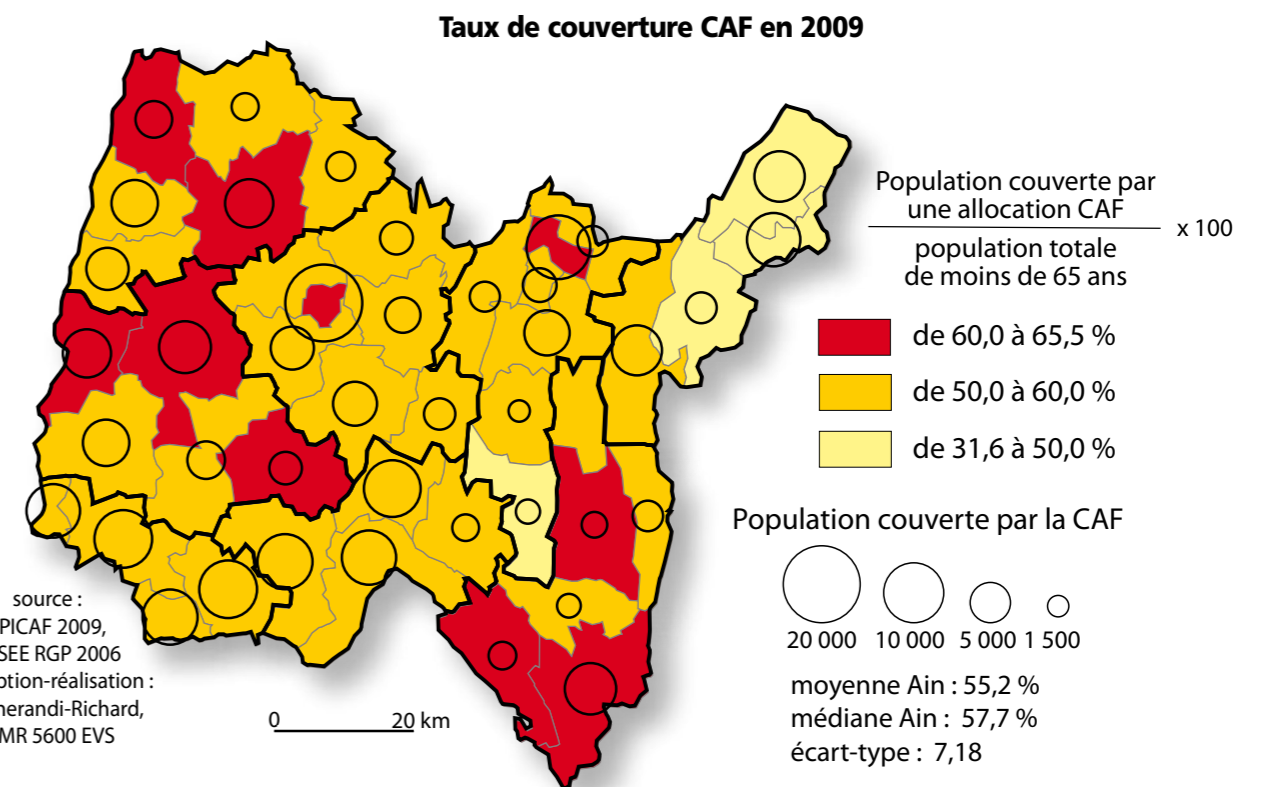 Taux de couverture CAF en 2009
Population couverte par
une allocation CAF
x 100
population totale
de moins de 65 ans
de 60,0 à 65,5 %
de 50,0 à 60,0 %
de 31,6 à 50,0 %
Population couverte par la CAF
20 000 10 000 5 000 1 500
moyenne Ain : 55,2 %
médiane Ain : 57,7 %
écart-type : 7,18
source :
PICAF 2009,
SEE RGP 2006
ption-réalisation :
herandi-Richard,
MR 5600 EVS
0 20 km